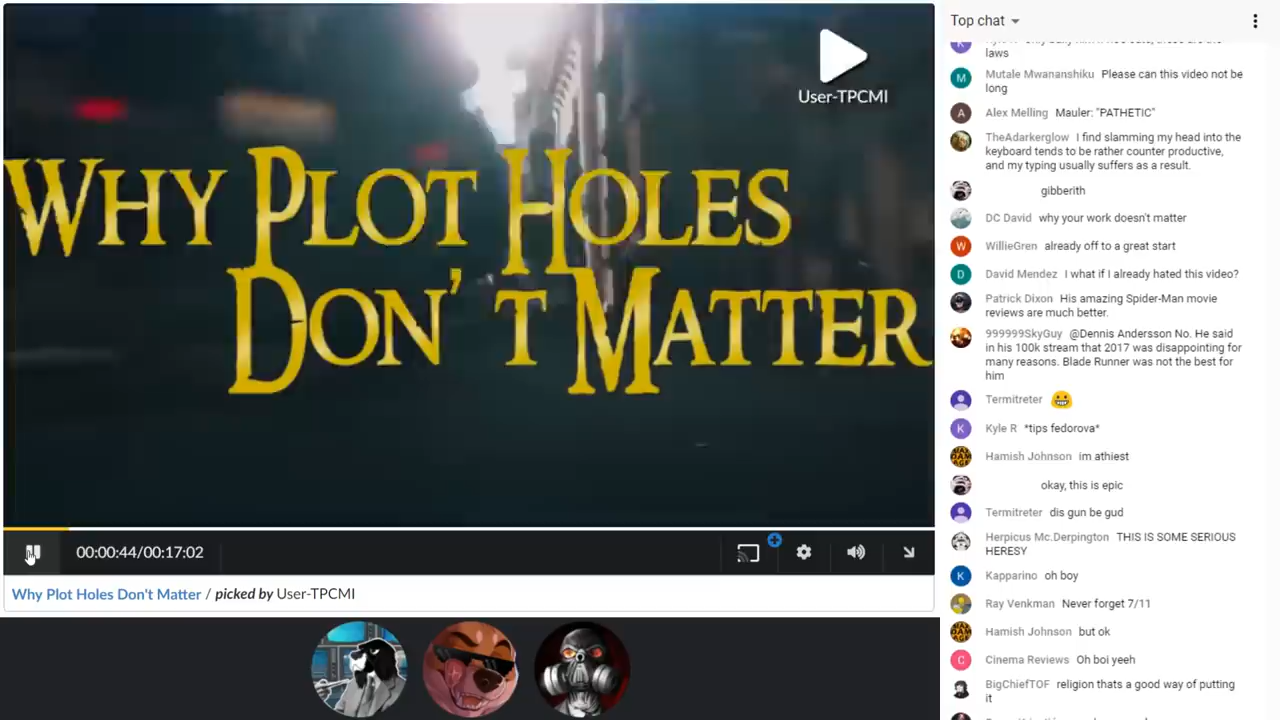 User-TPCMI
WHY PLOT HOLES
DON'T MATTER
00:00:44/00:17:02
Why Plot Holes Don't Matter / picked by User-TPCMI
Top chat
laws
M
Mutale Mwananshiku Please can this video not be
long
A
Alex Melling Mauler: "PATHETIC"
TheAdarkerglow I find slamming my head into the
keyboard tends to be rather counter productive,
and my typing usually suffers as a result.
gibberith
DC David why your work doesn't matter
W
WillieGren already off to a great start
D
David Mendez I what if I already hated this video?
Patrick Dixon His amazing Spider-Man movie
reviews are much better.
999999SkyGuy @Dennis Andersson No. He said
in his 100k stream that 2017 was disappointing for
many reasons. Blade Runner was not the best for
him
Termitreter
K
Kyle R *tips fedorova*
Hamish Johnson im athiest
okay, this is epic
Termitreter dis gun be gud
Herpicus Mc.Derpington THIS IS SOME SERIOUS
HERESY
K
Kapparino oh boy
Ray Venkman Never forget 7/11
Hamish Johnson but ok
C
Cinema Reviews Oh boi yeeh
BigChiefTOF religion thats a good way of putting
it